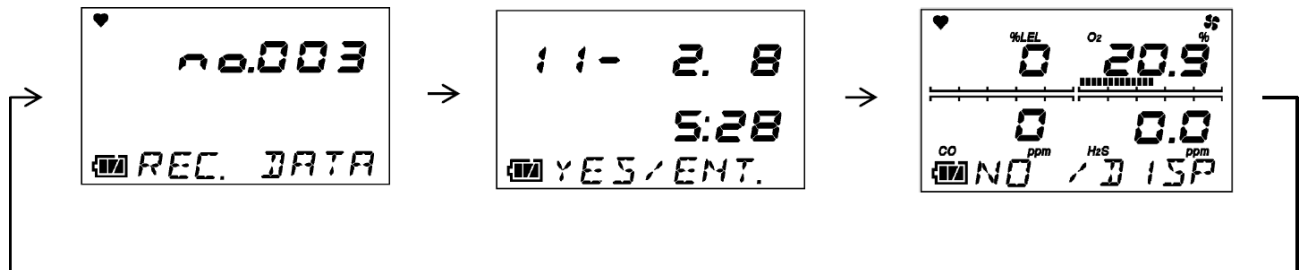 no.003
REC. DATA
11- 2. 8
5:28
YES/ENT.
%LEL O2 %
0 20.9
0 0.0
CO ppm H2S ppm
NO /DISP